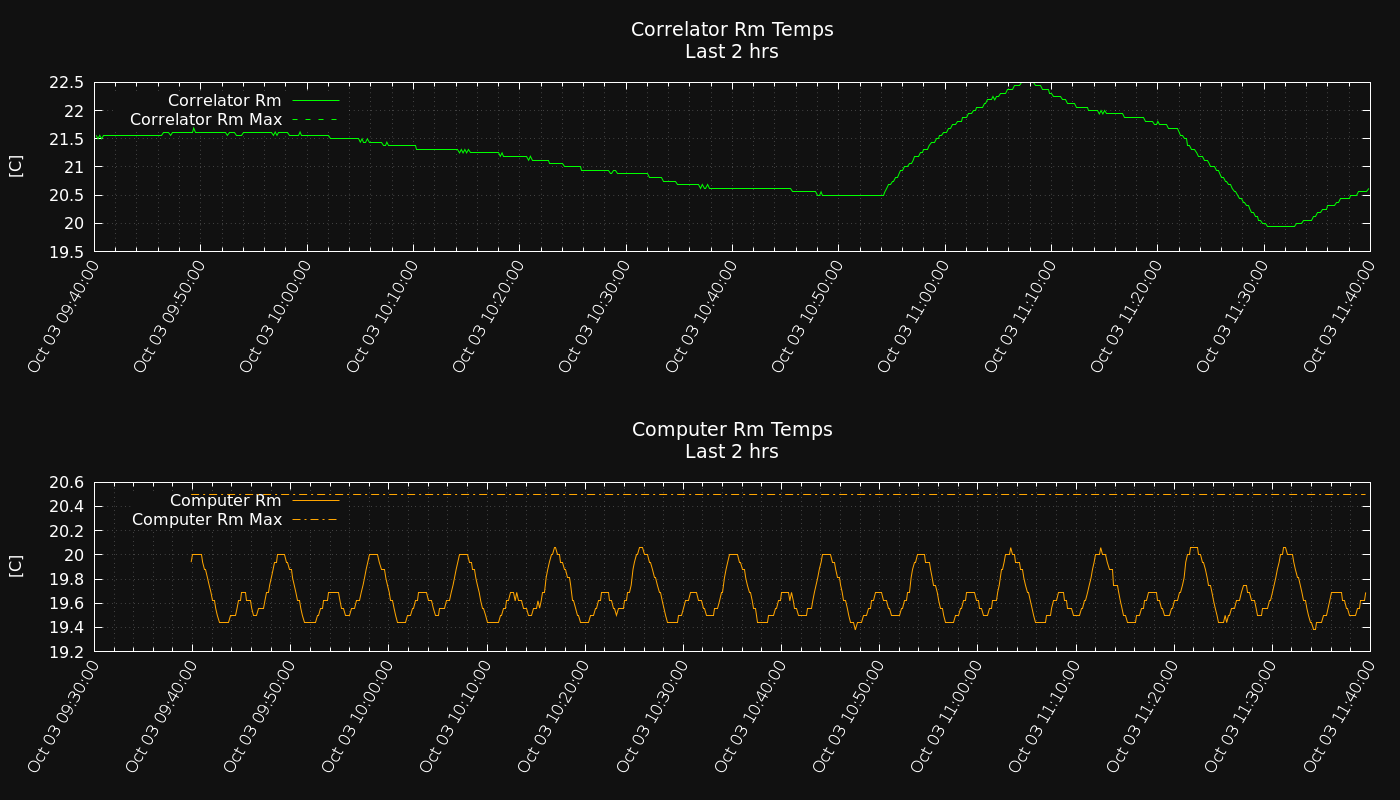 Correlator Rm Temps
Last 2 hrs
22.5
22
21.5
21
20.5
20
19.5
[C]
Correlator Rm
Correlator Rm Max
Oct 03 09:40:00
Oct 03 09:50:00
Oct 03 10:00:00
Oct 03 10:10:00
Oct 03 10:20:00
Oct 03 10:30:00
Oct 03 10:40:00
Oct 03 10:50:00
Oct 03 11:00:00
Oct 03 11:10:00
Oct 03 11:20:00
Oct 03 11:30:00
Oct 03 11:40:00
Computer Rm Temps
Last 2 hrs
20.6
20.4
20.2
20
19.8
19.6
19.4
19.2
[C]
Computer Rm
Computer Rm Max
Oct 03 09:30:00
Oct 03 09:40:00
Oct 03 09:50:00
Oct 03 10:00:00
Oct 03 10:10:00
Oct 03 10:20:00
Oct 03 10:30:00
Oct 03 10:40:00
Oct 03 10:50:00
Oct 03 11:00:00
Oct 03 11:10:00
Oct 03 11:20:00
Oct 03 11:30:00
Oct 03 11:40:00